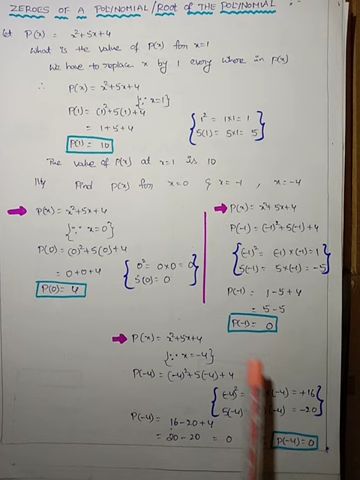 ZEROES OF A POLYNOMIAL / ROOT OF THE POLYNOMIAL :-
Let P(x) = x²+5x+4
What is the value of P(x) for x=1
We have to replace x by 1 every where in p(x)
∴ P(x) = x²+5x+4
{∵ x=1}
P(1) = (1)²+5(1)+4
= 1+5+4
P(1) = 10
{1² = 1×1 = 1
5(1) = 5×1 = 5}
The value of P(x) at x=1 is 10
llly Find p(x) for x=0 & x=-1 , x=-4
P(x) = x²+5x+4
{∵ x=0}
P(0) = (0)²+5(0)+4
= 0+0+4
P(0) = 4
{0² = 0×0 = 0
5(0) = 0}
P(x) = x²+5x+4
P(-1) = (-1)²+5(-1)+4
{(-1)² = (-1)×(-1) = 1
5(-1) = 5×(-1) = -5}
P(-1) = 1-5+4
= 5-5
P(-1) = 0
P(x) = x²+5x+4
{∵ x=-4}
P(-4) = (-4)²+5(-4)+4
{(-4)² = ×(-4) = +16
5(-4) (-4) = -20}
P(-4) = 16-20+4
= 20-20 = 0
P(-4) = 0